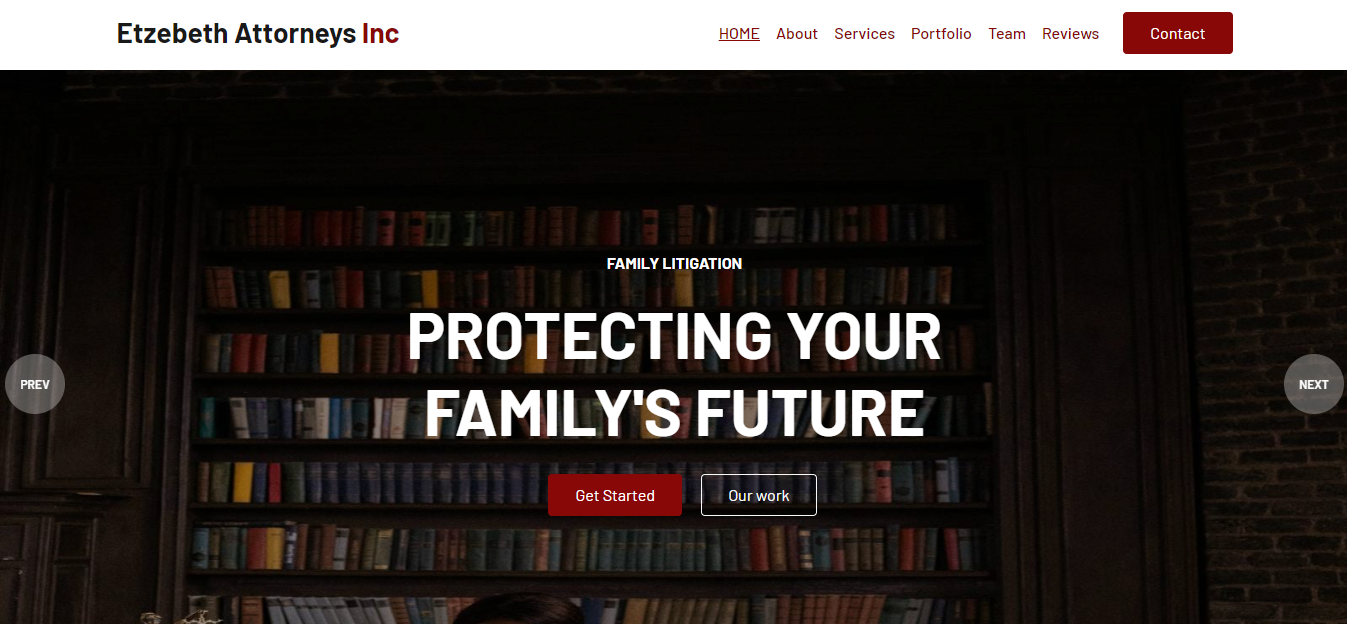 Etzebeth Attorneys Inc
HOME About Services Portfolio Team Reviews Contact
FAMILY LITIGATION
PROTECTING YOUR
FAMILY'S FUTURE
PREV
NEXT
Get Started
Our work